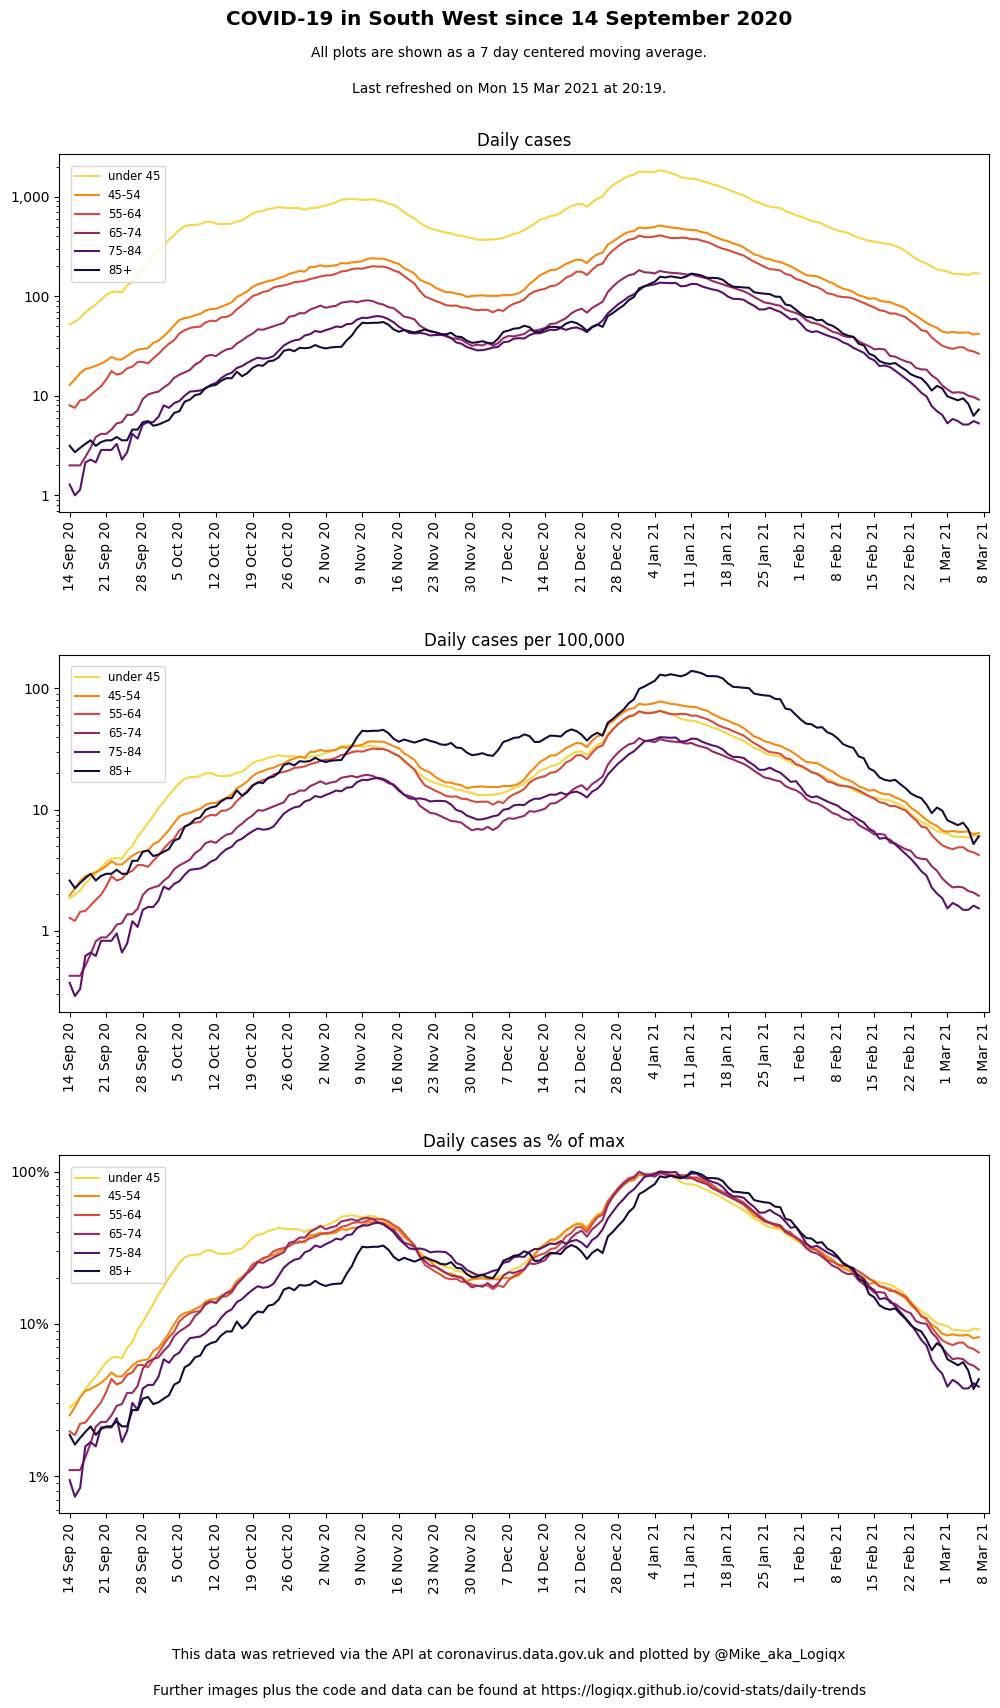 COVID-19 in South West since 14 September 2020
All plots are shown as a 7 day centered moving average.
Last refreshed on Mon 15 Mar 2021 at 20:19.
Daily cases
under 45
45-54
55-64
65-74
75-84
85+
1,000
100
10
1
14 Sep 20
21 Sep 20
28 Sep 20
5 Oct 20
12 Oct 20
19 Oct 20
26 Oct 20
2 Nov 20
9 Nov 20
16 Nov 20
23 Nov 20
30 Nov 20
7 Dec 20
14 Dec 20
21 Dec 20
28 Dec 20
4 Jan 21
11 Jan 21
18 Jan 21
25 Jan 21
1 Feb 21
8 Feb 21
15 Feb 21
22 Feb 21
1 Mar 21
8 Mar 21
Daily cases per 100,000
under 45
45-54
55-64
65-74
75-84
85+
100
10
1
14 Sep 20
21 Sep 20
28 Sep 20
5 Oct 20
12 Oct 20
19 Oct 20
26 Oct 20
2 Nov 20
9 Nov 20
16 Nov 20
23 Nov 20
30 Nov 20
7 Dec 20
14 Dec 20
21 Dec 20
28 Dec 20
4 Jan 21
11 Jan 21
18 Jan 21
25 Jan 21
1 Feb 21
8 Feb 21
15 Feb 21
22 Feb 21
1 Mar 21
8 Mar 21
Daily cases as % of max
under 45
45-54
55-64
65-74
75-84
85+
100%
10%
1%
14 Sep 20
21 Sep 20
28 Sep 20
5 Oct 20
12 Oct 20
19 Oct 20
26 Oct 20
2 Nov 20
9 Nov 20
16 Nov 20
23 Nov 20
30 Nov 20
7 Dec 20
14 Dec 20
21 Dec 20
28 Dec 20
4 Jan 21
11 Jan 21
18 Jan 21
25 Jan 21
1 Feb 21
8 Feb 21
15 Feb 21
22 Feb 21
1 Mar 21
8 Mar 21
This data was retrieved via the API at coronavirus.data.gov.uk and plotted by @Mike_aka_Logiqx
Further images plus the code and data can be found at https://logiqx.github.io/covid-stats/daily-trends